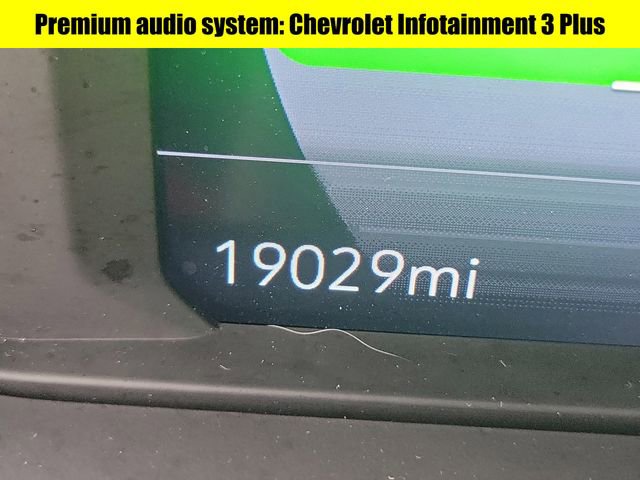 Premium audio system: Chevrolet Infotainment 3 Plus
19029mi